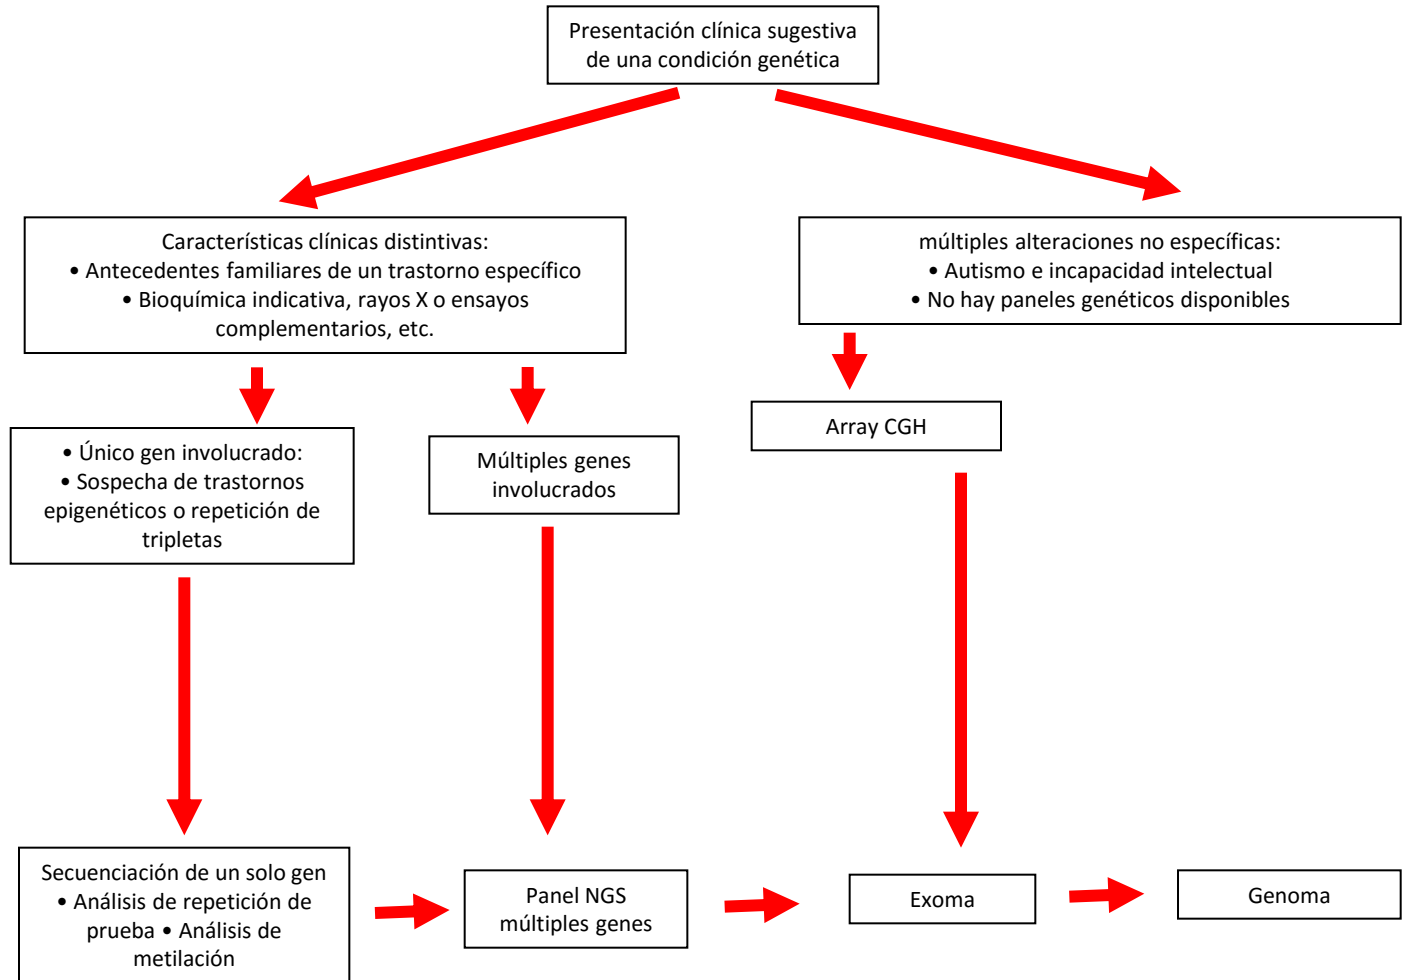 Presentación clínica sugestiva
de una condición genética
Características clínicas distintivas:
• Antecedentes familiares de un trastorno específico
• Bioquímica indicativa, rayos X o ensayos
complementarios, etc.
múltiples alteraciones no específicas:
• Autismo e incapacidad intelectual
• No hay paneles genéticos disponibles
• Único gen involucrado:
• Sospecha de trastornos
epigenéticos o repetición de
tripletas
Múltiples genes
involucrados
Array CGH
Secuenciación de un solo gen
• Análisis de repetición de
prueba • Análisis de
metilación
Panel NGS
múltiples genes
Exoma
Genoma